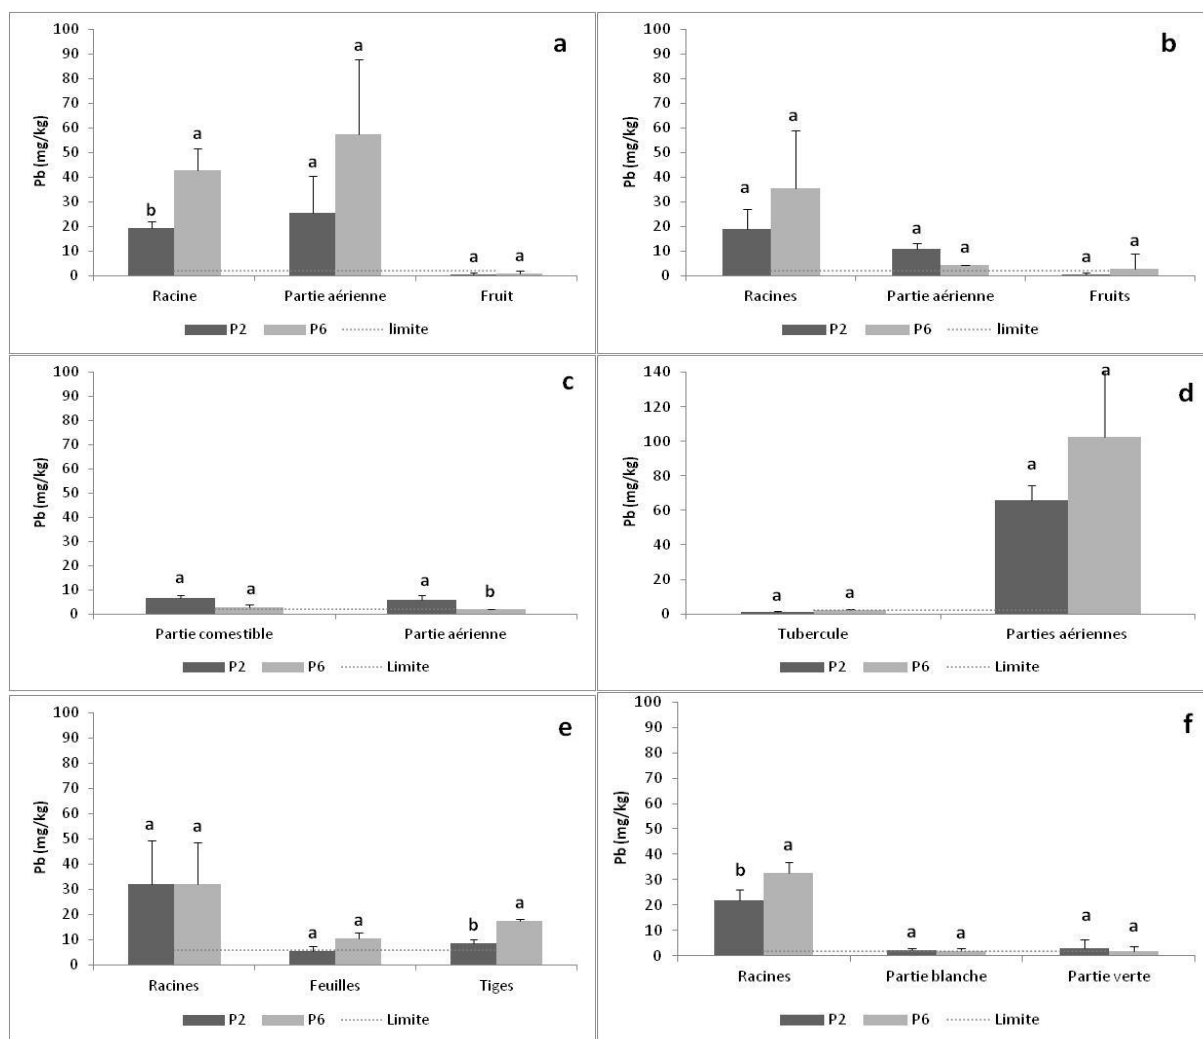 a
Pb (mg/kg)
100
90
80
70
60
50
40
30
20
10
0
b a a a a a
Racine Partie aérienne Fruit
P2 P6 limite
b
Pb (mg/kg)
100
90
80
70
60
50
40
30
20
10
0
a a a a a a
Racines Partie aérienne Fruits
P2 P6 limite
c
Pb (mg/kg)
100
90
80
70
60
50
40
30
20
10
0
a a a b
Partie comestible Partie aérienne
P2 P6 Limite
d
Pb (mg/kg)
140
120
100
80
60
40
20
0
a a a a
Tubercule Parties aériennes
P2 P6 Limite
e
Pb (mg/kg)
100
90
80
70
60
50
40
30
20
10
0
a a a a b a
Racines Feuilles Tiges
P2 P6 Limite
f
Pb (mg/kg)
100
90
80
70
60
50
40
30
20
10
0
b a a a a a
Racines Partie blanche Partie verte
P2 P6 Limite